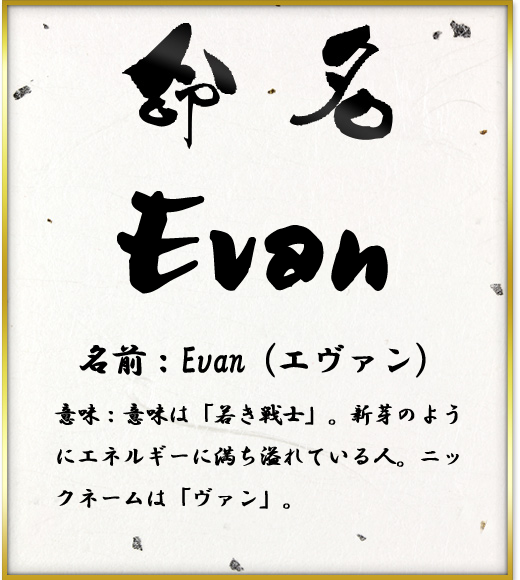 命名
Evan
名前：Evan（エヴァン）
意味：意味は「若き戦士」。新芽のよう
にエネルギーに満ち溢れている人。ニッ
クネームは「ヴァン」。